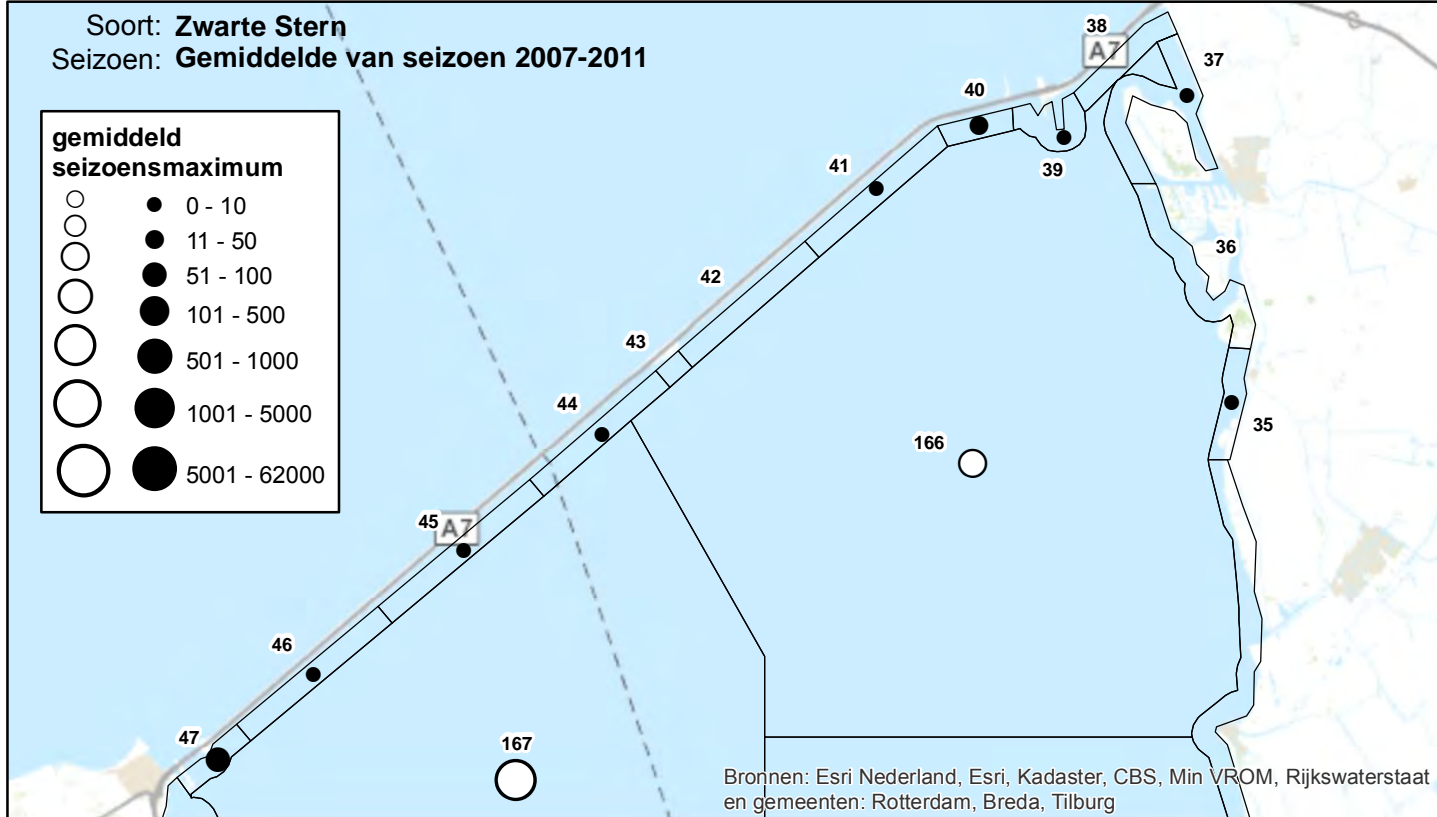 Soort: Zwarte Stern
Seizoen: Gemiddelde van seizoen 2007-2011
gemiddeld
seizoensmaximum
0 - 10
11 - 50
51 - 100
101 - 500
501 - 1000
1001 - 5000
5001 - 62000
38
A7
37
40
39
41
36
42
43
44
35
166
45
A7
46
47
167
Bronnen: Esri Nederland, Esri, Kadaster, CBS, Min VROM, Rijkswaterstaat
en gemeenten: Rotterdam, Breda, Tilburg